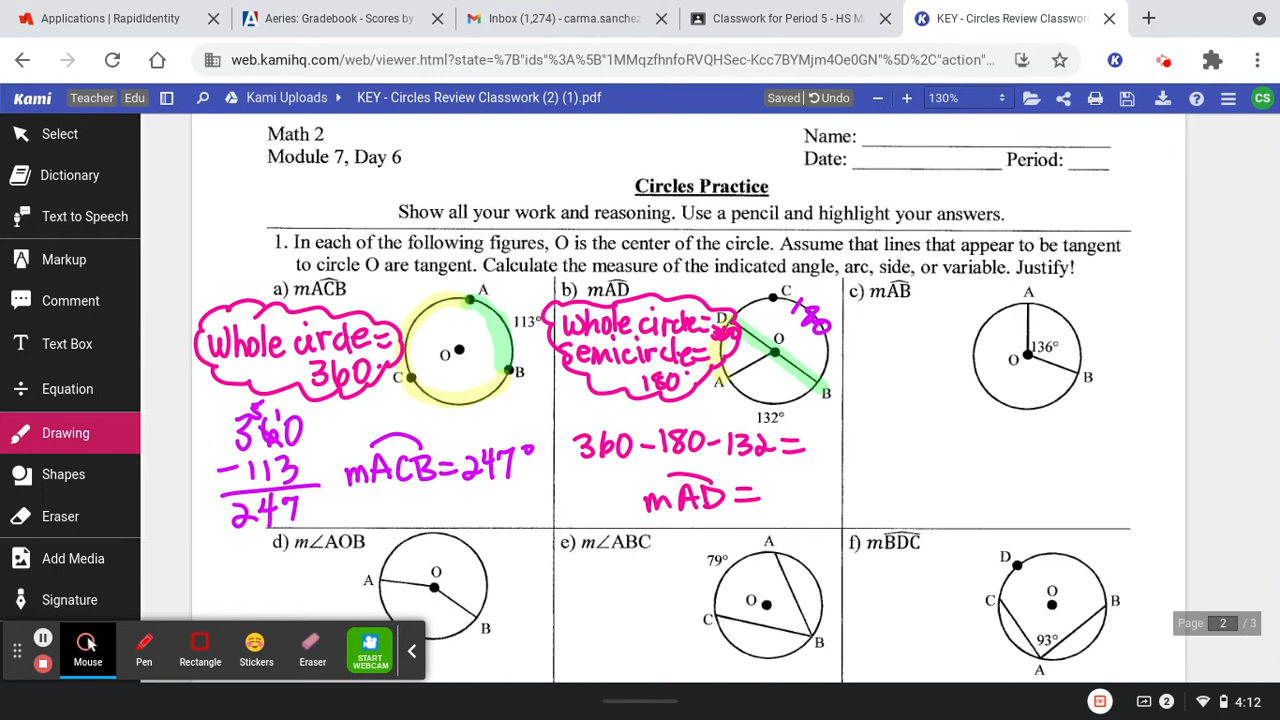 Applications | RapidIdentity
Aeries: Gradebook - Scores by
Inbox (1,274) - carma.sanchez
Classwork for Period 5 - HS M
KEY - Circles Review Classwor
web.kamihq.com/web/viewer.html?state=%7B"ids"%3A%5B"1MMqzfhnfoRVQHSec-Kcc7BYMjm4Oe0GN"%5D%2C"action"...
Kami Teacher Edu Kami Uploads KEY - Circles Review Classwork (2) (1).pdf Saved Undo 130% CS
Select
Dictionary
Text to Speech
Markup
Comment
Text Box
Equation
Drawing
Shapes
Eraser
Add Media
Signature
Math 2 Name:
Module 7, Day 6 Date: Period:
Circles Practice
Show all your work and reasoning. Use a pencil and highlight your answers.
1. In each of the following figures, O is the center of the circle. Assume that lines that appear to be tangent
to circle O are tangent. Calculate the measure of the indicated angle, arc, side, or variable. Justify!
a) mACB
A
113°
O
B
C
Whole circle =
360°
360
-113
247
mACB = 247°
b) mAD
C
180
D
O
A
B
132°
Whole circle =
360
Semicircle =
180°
360 - 180 - 132 =
mAD =
c) mAB
A
O 136°
B
d) m∠AOB
A
O
B
e) m∠ABC
A
79°
O
C
B
f) mBDC
D
O
C
B
93°
A
Page 2 / 3
Mouse
Pen
Rectangle
Stickers
Eraser
START
WEBCAM
2 4:12